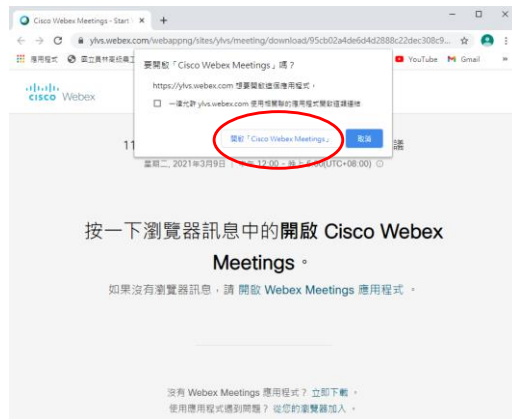 Cisco Webex Meetings - Start
ylvs.webex.com/webappng/sites/ylvs/meeting/download/95cb02a4de6d4d2888c22dec308c9...
應用程式
YouTube
Gmail
要開啟「Cisco Webex Meetings」嗎？
https://ylvs.webex.com 想要開啟這個應用程式。
一律允許 ylvs.webex.com 使用相關聯的應用程式開啟這類連結
開啟「Cisco Webex Meetings」
取消
CISCO Webex
11
議
星期二, 2021年3月9日
12:00 -
(UTC+08:00)
按一下瀏覽器訊息中的開啟 Cisco Webex
Meetings。
如果沒有瀏覽器訊息，請 開啟 Webex Meetings 應用程式 。
沒有 Webex Meetings 應用程式？ 立即下載 。
使用應用程式遇到問題？ 從您的瀏覽器加入 。